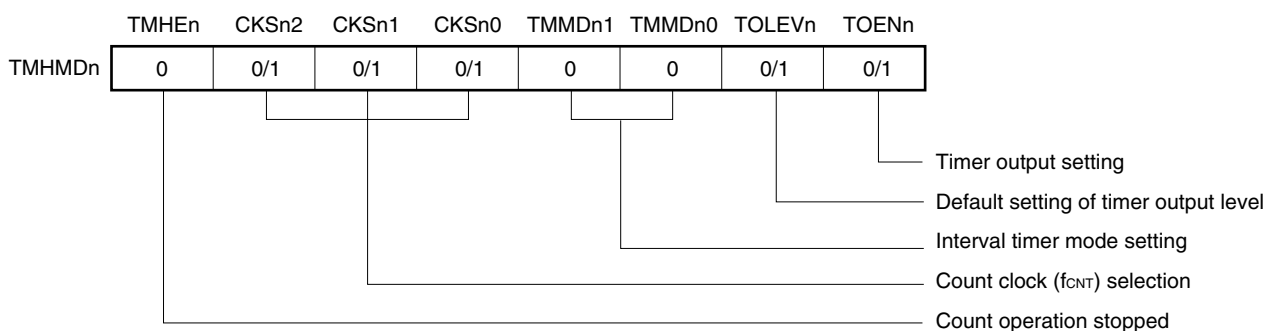 TMHEn CKSn2 CKSn1 CKSn0 TMMDn1 TMMDn0 TOLEVn TOENn
TMHMDn 0 0/1 0/1 0/1 0 0 0/1 0/1
Timer output setting
Default setting of timer output level
Interval timer mode setting
Count clock (fCNT) selection
Count operation stopped